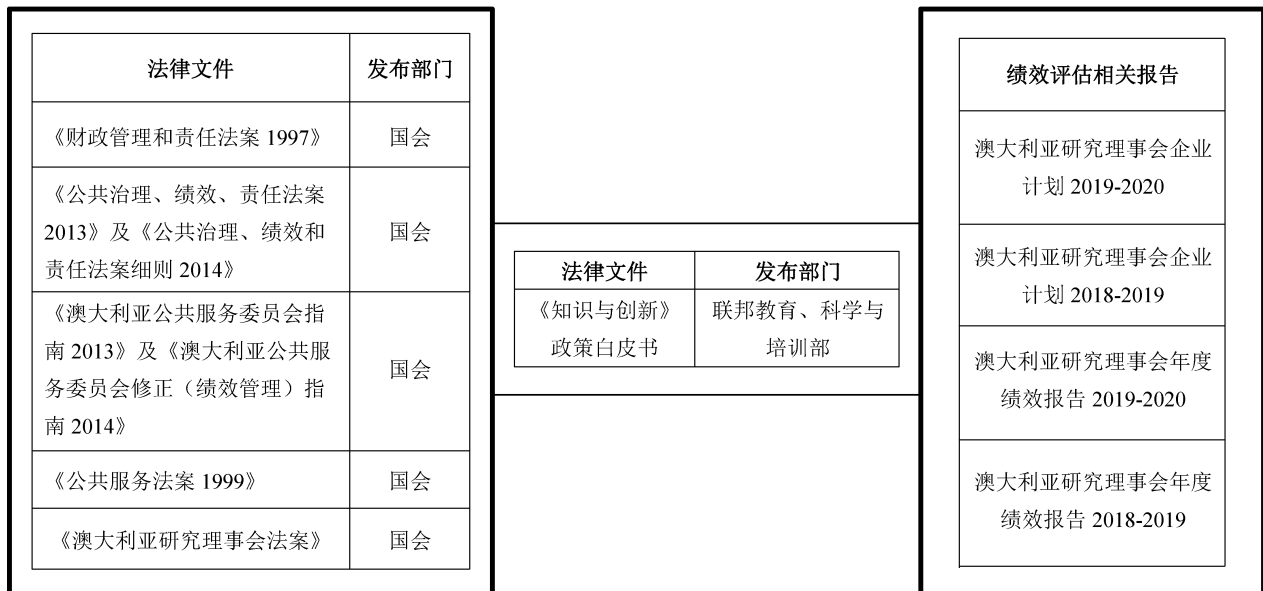 法律文件 发布部门
《财政管理和责任法案 1997》 国会
《公共治理、绩效、责任法案
2013》及《公共治理、绩效和
责任法案细则 2014》
国会
《澳大利亚公共服务委员会指
南 2013》及《澳大利亚公共服
务委员会修正（绩效管理）指
南 2014》
国会
《公共服务法案 1999》 国会
《澳大利亚研究理事会法案》 国会
法律文件 发布部门
《知识与创新》
政策白皮书
联邦教育、科学与
培训部
绩效评估相关报告
澳大利亚研究理事会企业
计划 2019-2020
澳大利亚研究理事会企业
计划 2018-2019
澳大利亚研究理事会年度
绩效报告 2019-2020
澳大利亚研究理事会年度
绩效报告 2018-2019